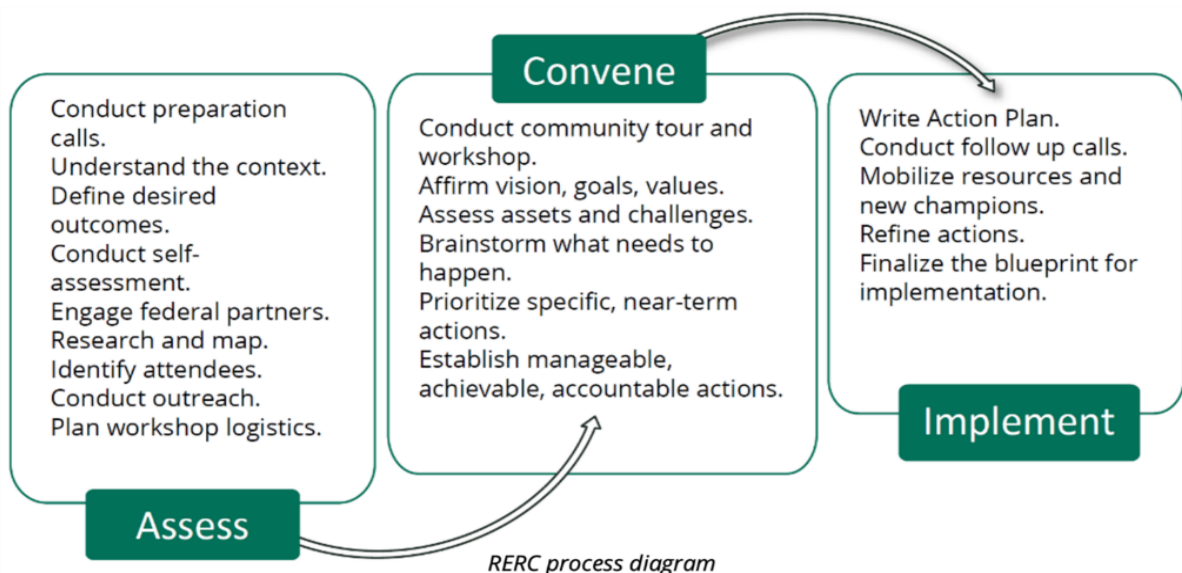 Conduct preparation
calls.
Understand the context.
Define desired
outcomes.
Conduct self-
assessment.
Engage federal partners.
Research and map.
Identify attendees.
Conduct outreach.
Plan workshop logistics.
Assess
Convene
Conduct community tour and
workshop.
Affirm vision, goals, values.
Assess assets and challenges.
Brainstorm what needs to
happen.
Prioritize specific, near-term
actions.
Establish manageable,
achievable, accountable actions.
Write Action Plan.
Conduct follow up calls.
Mobilize resources and
new champions.
Refine actions.
Finalize the blueprint for
implementation.
Implement
RERC process diagram